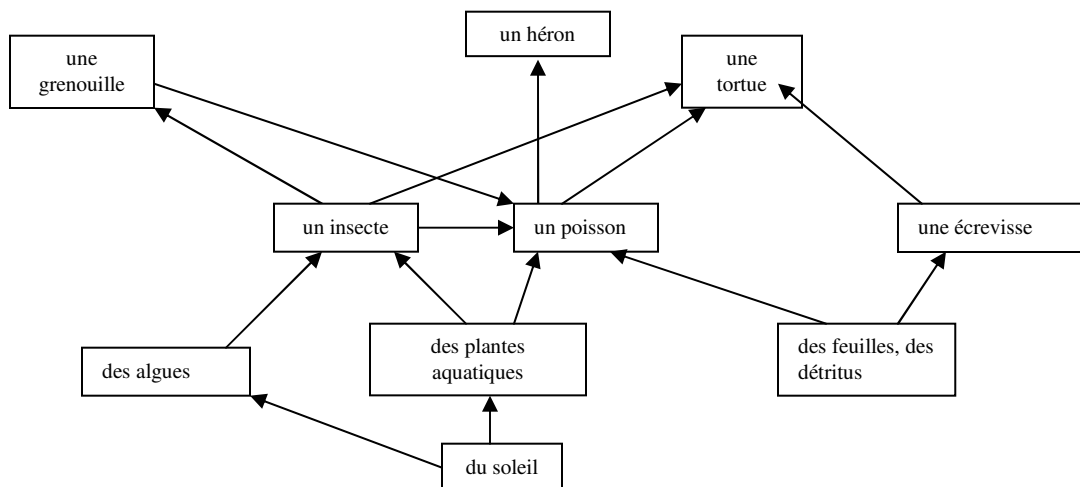 un héron
une
grenouille
une
tortue
un insecte
un poisson
une écrevisse
des algues
des plantes
aquatiques
des feuilles, des
détritus
du soleil